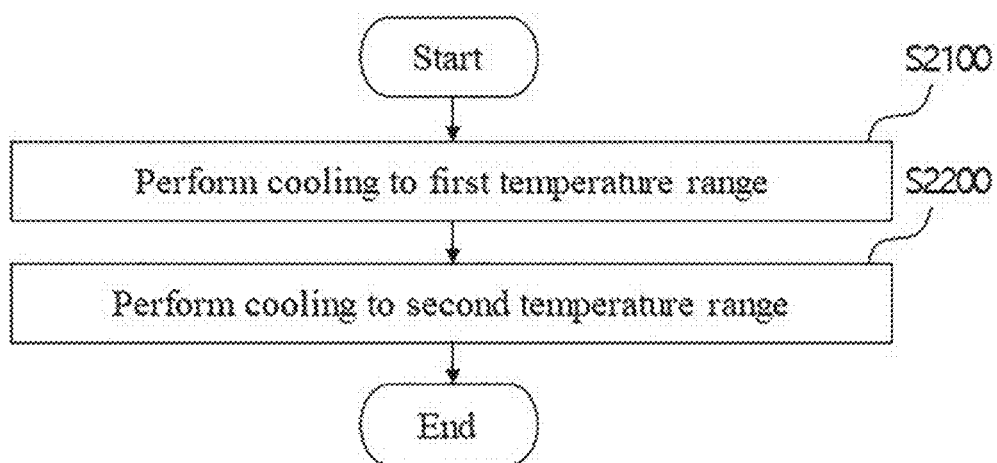 Start
S2100
Perform cooling to first temperature range
S2200
Perform cooling to second temperature range
End